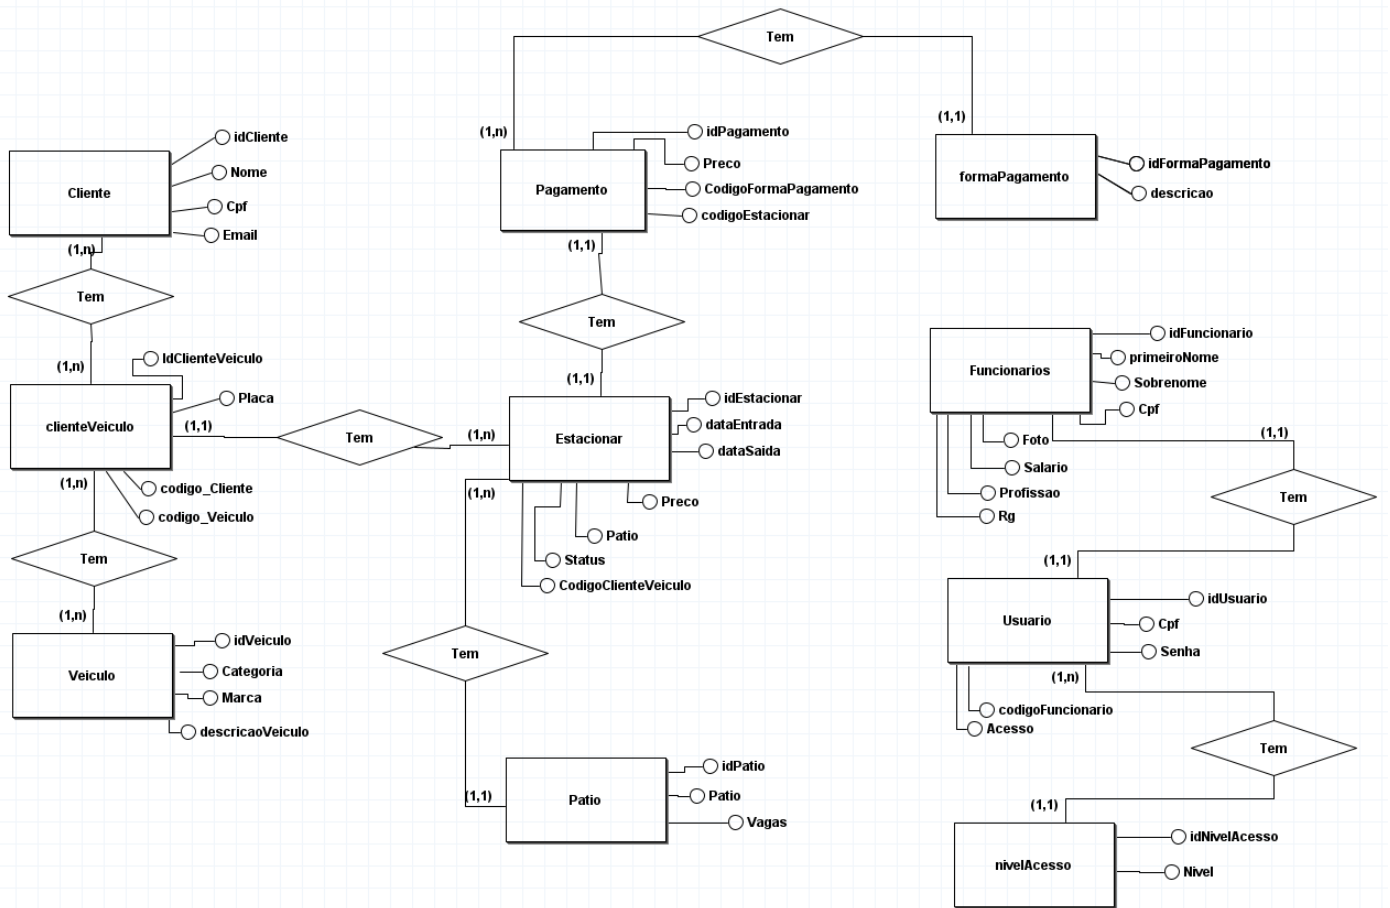 Tem
(1,n)
(1,1)
idPagamento
Preco
CodigoFormaPagamento
codigoEstacionar
Pagamento
formaPagamento
idFormaPagamento
descricao
idCliente
Nome
Cpf
Email
Cliente
(1,n)
Tem
(1,n)
(1,1)
Tem
(1,1)
IdClienteVeiculo
Placa
clienteVeiculo
(1,1)
Tem
(1,n)
codigo_Cliente
codigo_Veiculo
(1,n)
Tem
(1,n)
idEstacionar
dataEntrada
dataSaida
Estacionar
Preco
Patio
Status
CodigoClienteVeiculo
(1,n)
Tem
(1,1)
idVeiculo
Categoria
Marca
descricaoVeiculo
Veiculo
idPatio
Patio
Vagas
Patio
idFuncionario
primeiroNome
Sobrenome
Cpf
Funcionarios
Foto
Salario
Profissao
Rg
(1,1)
Tem
(1,1)
idUsuario
Cpf
Senha
Usuario
codigoFuncionario
Acesso
(1,n)
Tem
(1,1)
idNivelAcesso
Nivel
nivelAcesso